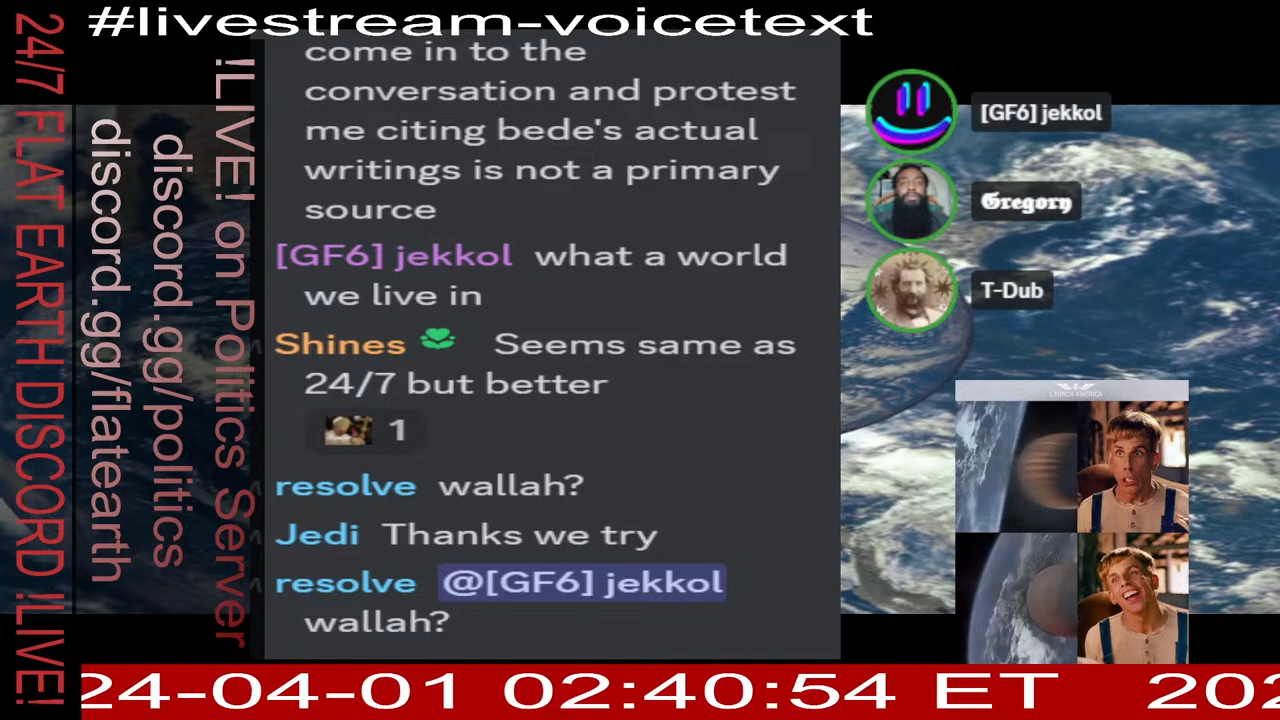 #livestream-voicetext
24/7 FLAT EARTH DISCORD !LIVE!
discord.gg/flatearth
discord.gg/politics
!LIVE! on Politics Server
come in to the
conversation and protest
me citing bede's actual
writings is not a primary
source
[GF6] jekkol what a world
we live in
Shines Seems same as
24/7 but better
1
resolve wallah?
Jedi Thanks we try
resolve @[GF6] jekkol
wallah?
[GF6] jekkol
Gregory
T-Dub
LAUNCH AMERICA
24-04-01 02:40:54 ET 202